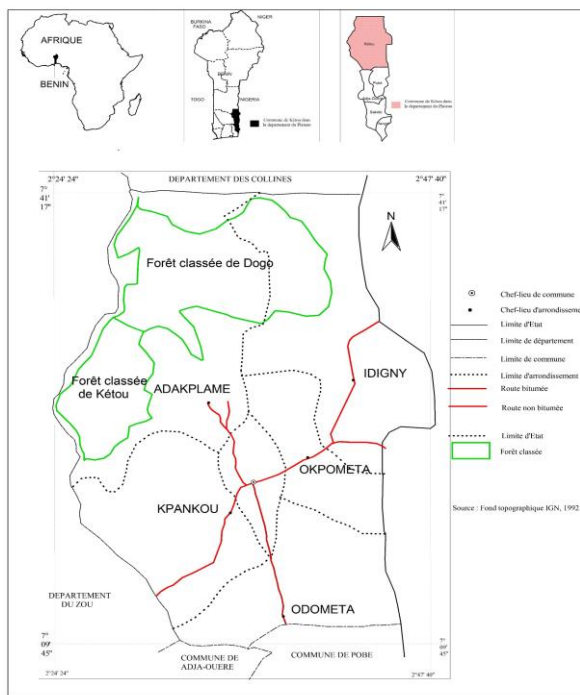 AFRIQUE
BENIN
BURKINA
FASO
NIGER
BENIN
TOGO
NIGERIA
Commune de Kétou dans
le département du Plateau
Kétou
Pobè
Sakété
Commune de Kétou dans
le département du Plateau
2°24' 24"
DEPARTEMENT DES COLLINES
2°47' 40"
7°
41'
17"
7°
41'
17"
N
Forêt classée de Dogo
Forêt classée
de Kétou
ADAKPLAME
IDIGNY
OKPOMETA
KPANKOU
ODOMETA
DEPARTEMENT
DU ZOU
7°
09'
45"
7°
09'
45"
2°24' 24"
COMMUNE DE
ADJA-OUERE
COMMUNE DE POBE
2°47' 40"
Chef-lieu de commune
Chef-lieu d'arrondisseme
Limite d'Etat
Limite de département
Limite de commune
Limite d'arrondissement
Route bitumée
Route non bitumée
Limite d'Etat
Forêt classée
Source : Fond topographique IGN, 1992